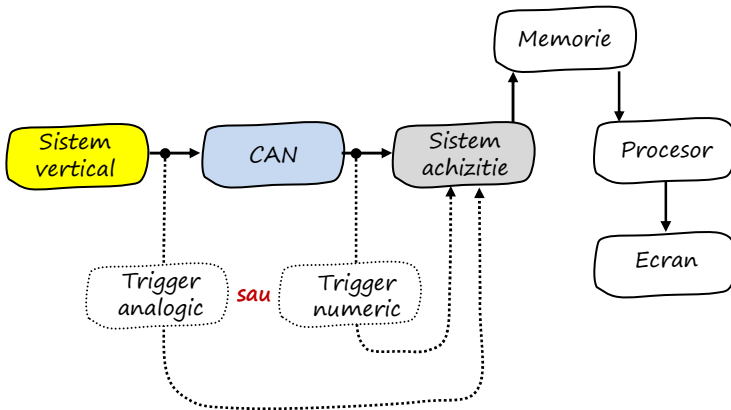 Memorie
Sistem
vertical
CAN
Sistem
achizitie
Procesor
Ecran
Trigger
analogic
sau
Trigger
numeric